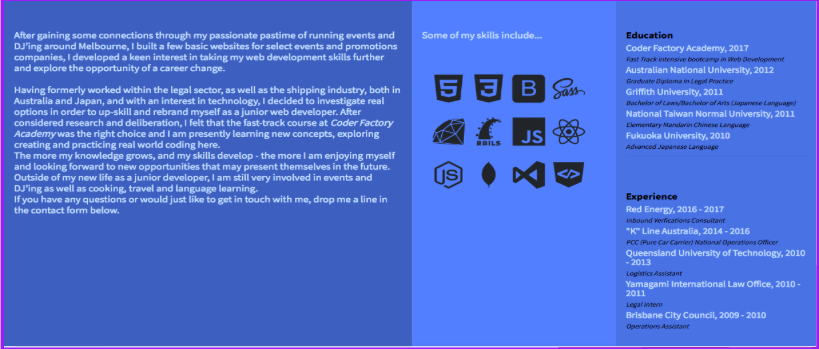 After gaining some connections through my passionate pastime of running events and
DJ'ing around Melbourne, I built a few basic websites for select events and promotions
companies, I developed a keen interest in taking my web development skills further
and explore the opportunity of a career change.
Having formerly worked within the legal sector, as well as the shipping industry, both in
Australia and Japan, and with an interest in technology, I decided to investigate real
options in order to up-skill and rebrand myself as a junior web developer. After
considered research and deliberation, I felt that the fast-track course at Coder Factory
Academy was the right choice and I am presently learning new concepts, exploring
creating and practicing real world coding here.
The more my knowledge grows, and my skills develop - the more I am enjoying myself
and looking forward to new opportunities that may present themselves in the future.
Outside of my new life as a junior developer, I am still very involved in events and
DJ'ing as well as cooking, travel and language learning.
If you have any questions or would just like to get in touch with me, drop me a line in
the contact form below.
Some of my skills include...
5 3 B Sass
RAILS JS
JS </>
Education
Coder Factory Academy, 2017
Fast Track intensive bootcamp in Web Development
Australian National University, 2012
Graduate Diploma in Legal Practice
Griffith University, 2011
Bachelor of Laws/Bachelor of Arts (Japanese Language)
National Taiwan Normal University, 2011
Elementary Mandarin Chinese Language
Fukuoka University, 2010
Advanced Japanese Language
Experience
Red Energy, 2016 - 2017
Inbound Verfications Consultant
"K" Line Australia, 2014 - 2016
PCC (Pure Car Carrier) National Operations Officer
Queensland University of Technology, 2010
- 2013
Logistics Assistant
Yamagami International Law Office, 2010 -
2011
Legal Intern
Brisbane City Council, 2009 - 2010
Operations Assistant